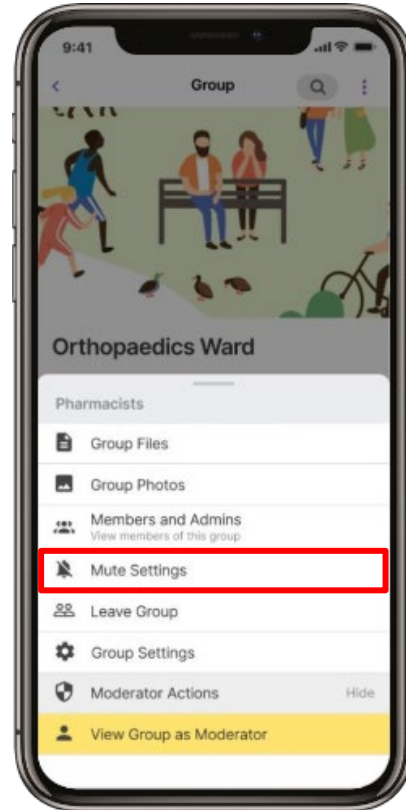 9:41
Group
Orthopaedics Ward
Pharmacists
Group Files
Group Photos
Members and Admins
View members of this group
Mute Settings
Leave Group
Group Settings
Moderator Actions Hide
View Group as Moderator